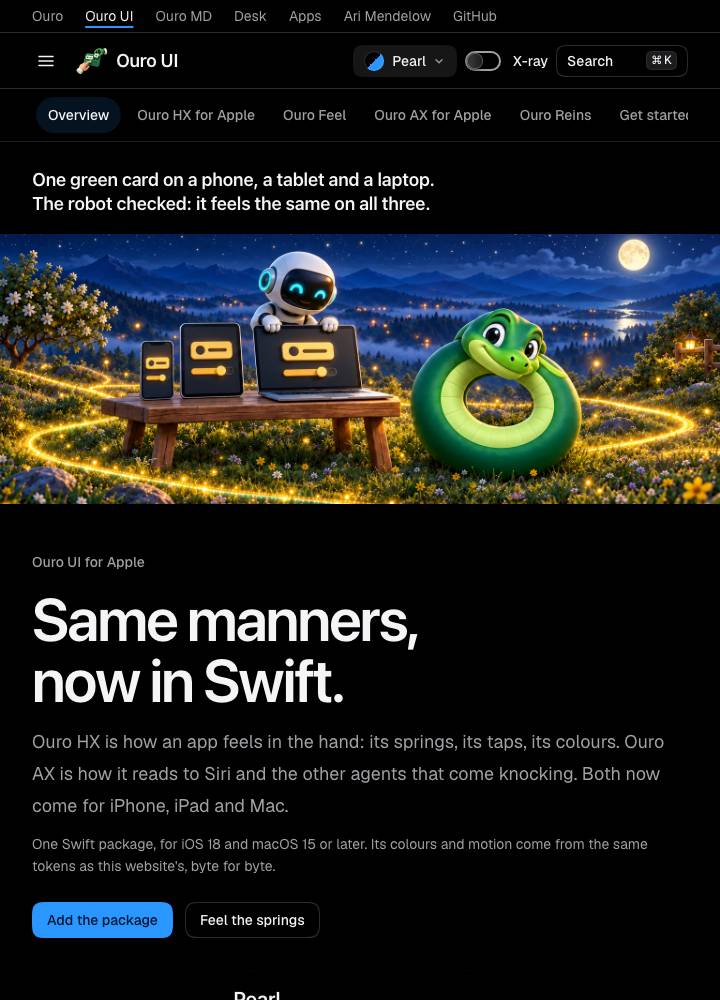 Ouro Ouro UI Ouro MD Desk Apps Ari Mendelow GitHub
Ouro UI Pearl X-ray Search ⌘ K
Overview Ouro HX for Apple Ouro Feel Ouro AX for Apple Ouro Reins Get started
One green card on a phone, a tablet and a laptop.
The robot checked: it feels the same on all three.
Ouro UI for Apple
Same manners,
now in Swift.
Ouro HX is how an app feels in the hand: its springs, its taps, its colours. Ouro
AX is how it reads to Siri and the other agents that come knocking. Both now
come for iPhone, iPad and Mac.
One Swift package, for iOS 18 and macOS 15 or later. Its colours and motion come from the same
tokens as this website's, byte for byte.
Add the package Feel the springs
Pearl